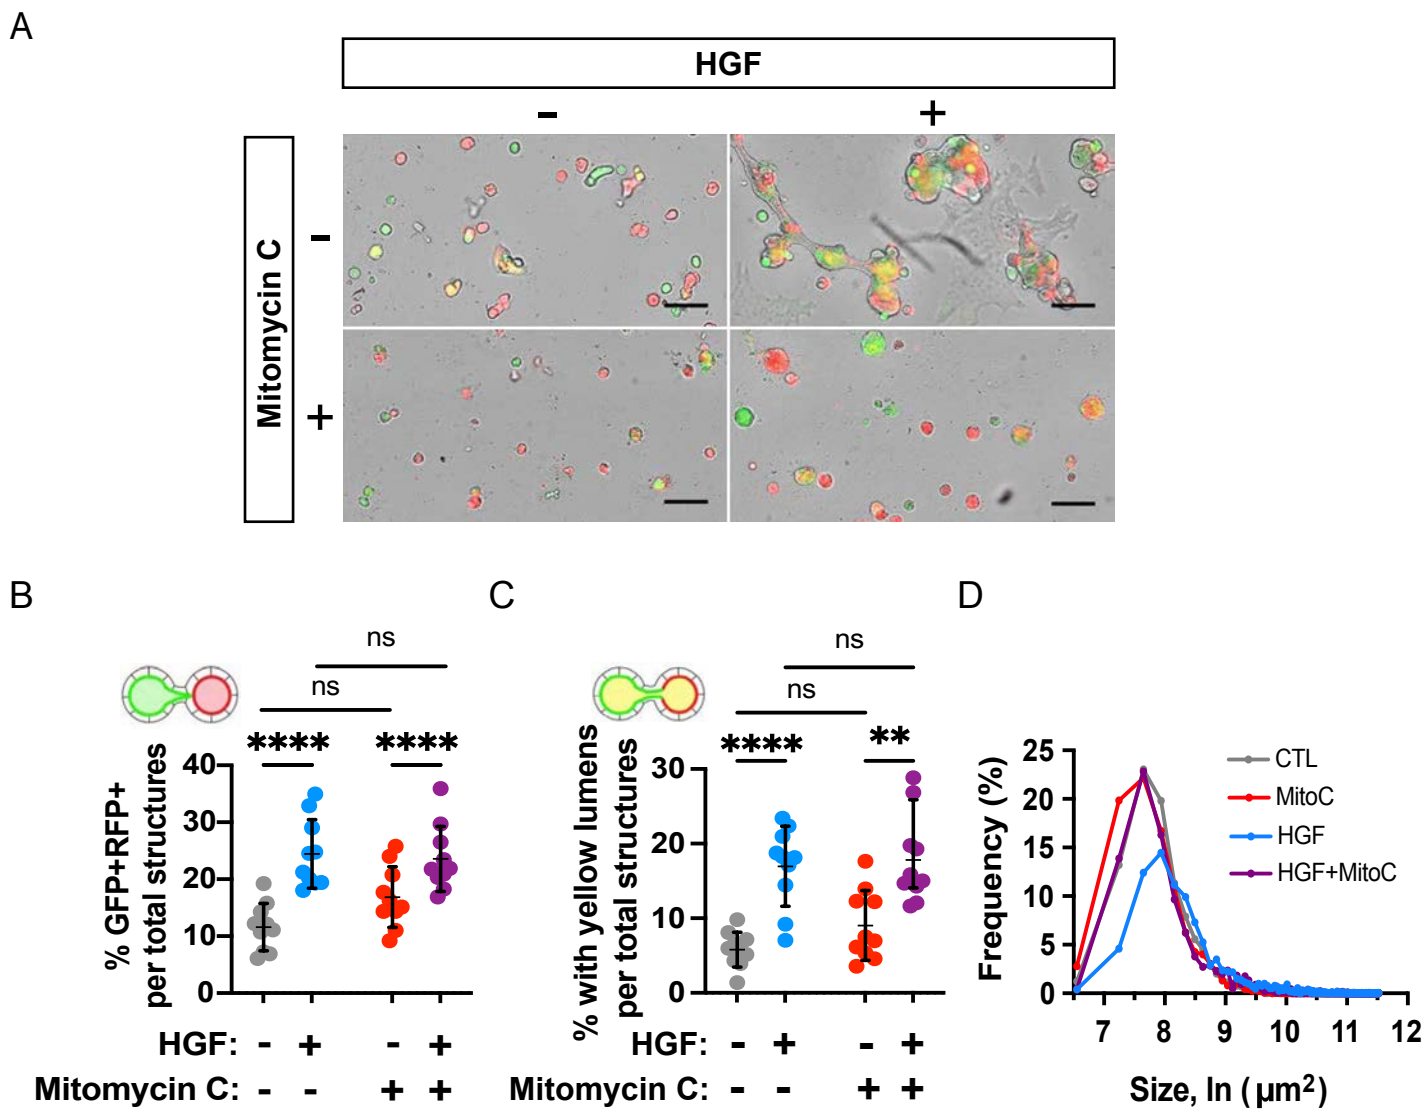 A
HGF
- +
Mitomycin C
-
+
B
C
D
ns
ns
**** ****
% GFP+RFP+
per total structures
40
30
20
10
0
HGF: - + - +
Mitomycin C: - - + +
ns
ns
**** **
% with yellow lumens
per total structures
30
20
10
0
HGF: - + - +
Mitomycin C: - - + +
Frequency (%)
25
20
15
10
5
0
CTL
MitoC
HGF
HGF+MitoC
7 8 9 10 11 12
Size, ln (µm²)